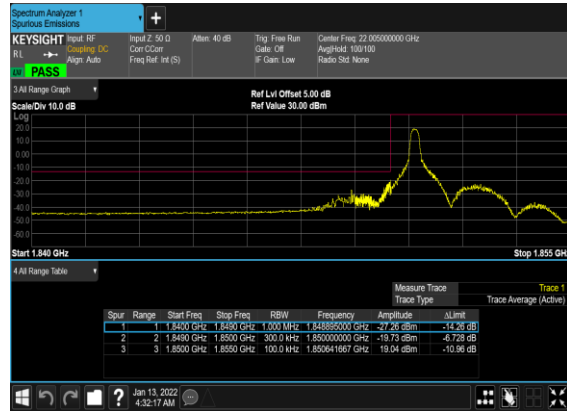 Spectrum Analyzer 1
Spurious Emissions
+
KEYSIGHT Input: RF Input Z: 50 Ω Atten: 40 dB Trig: Free Run Center Freq: 22.005000000 GHz
RL Coupling: DC Corr CCorr Gate: Off Avg|Hold: 100/100
Align: Auto Freq Ref: Int (S) IF Gain: Low Radio Std: None
PASS
3 All Range Graph
Ref Lvl Offset 5.00 dB
Scale/Div 10.0 dB Ref Value 30.00 dBm
Log
20.0
10.0
0.00
-10.0
-20.0
-30.0
-40.0
-50.0
-60.0
Start 1.840 GHz Stop 1.855 GH
4 All Range Table
Measure Trace Trace 1
Trace Type Trace Average (Active)
Spur Range Start Freq Stop Freq RBW Frequency Amplitude ΔLimit
1 1 1.8400 GHz 1.8490 GHz 1.000 MHz 1.848895000 GHz -27.26 dBm -14.26 dB
2 2 1.8490 GHz 1.8500 GHz 300.0 kHz 1.850000000 GHz -19.73 dBm -6.728 dB
3 3 1.8500 GHz 1.8550 GHz 100.0 kHz 1.850641667 GHz 19.04 dBm -10.96 dB
? Jan 13, 2022
4:32:17 AM